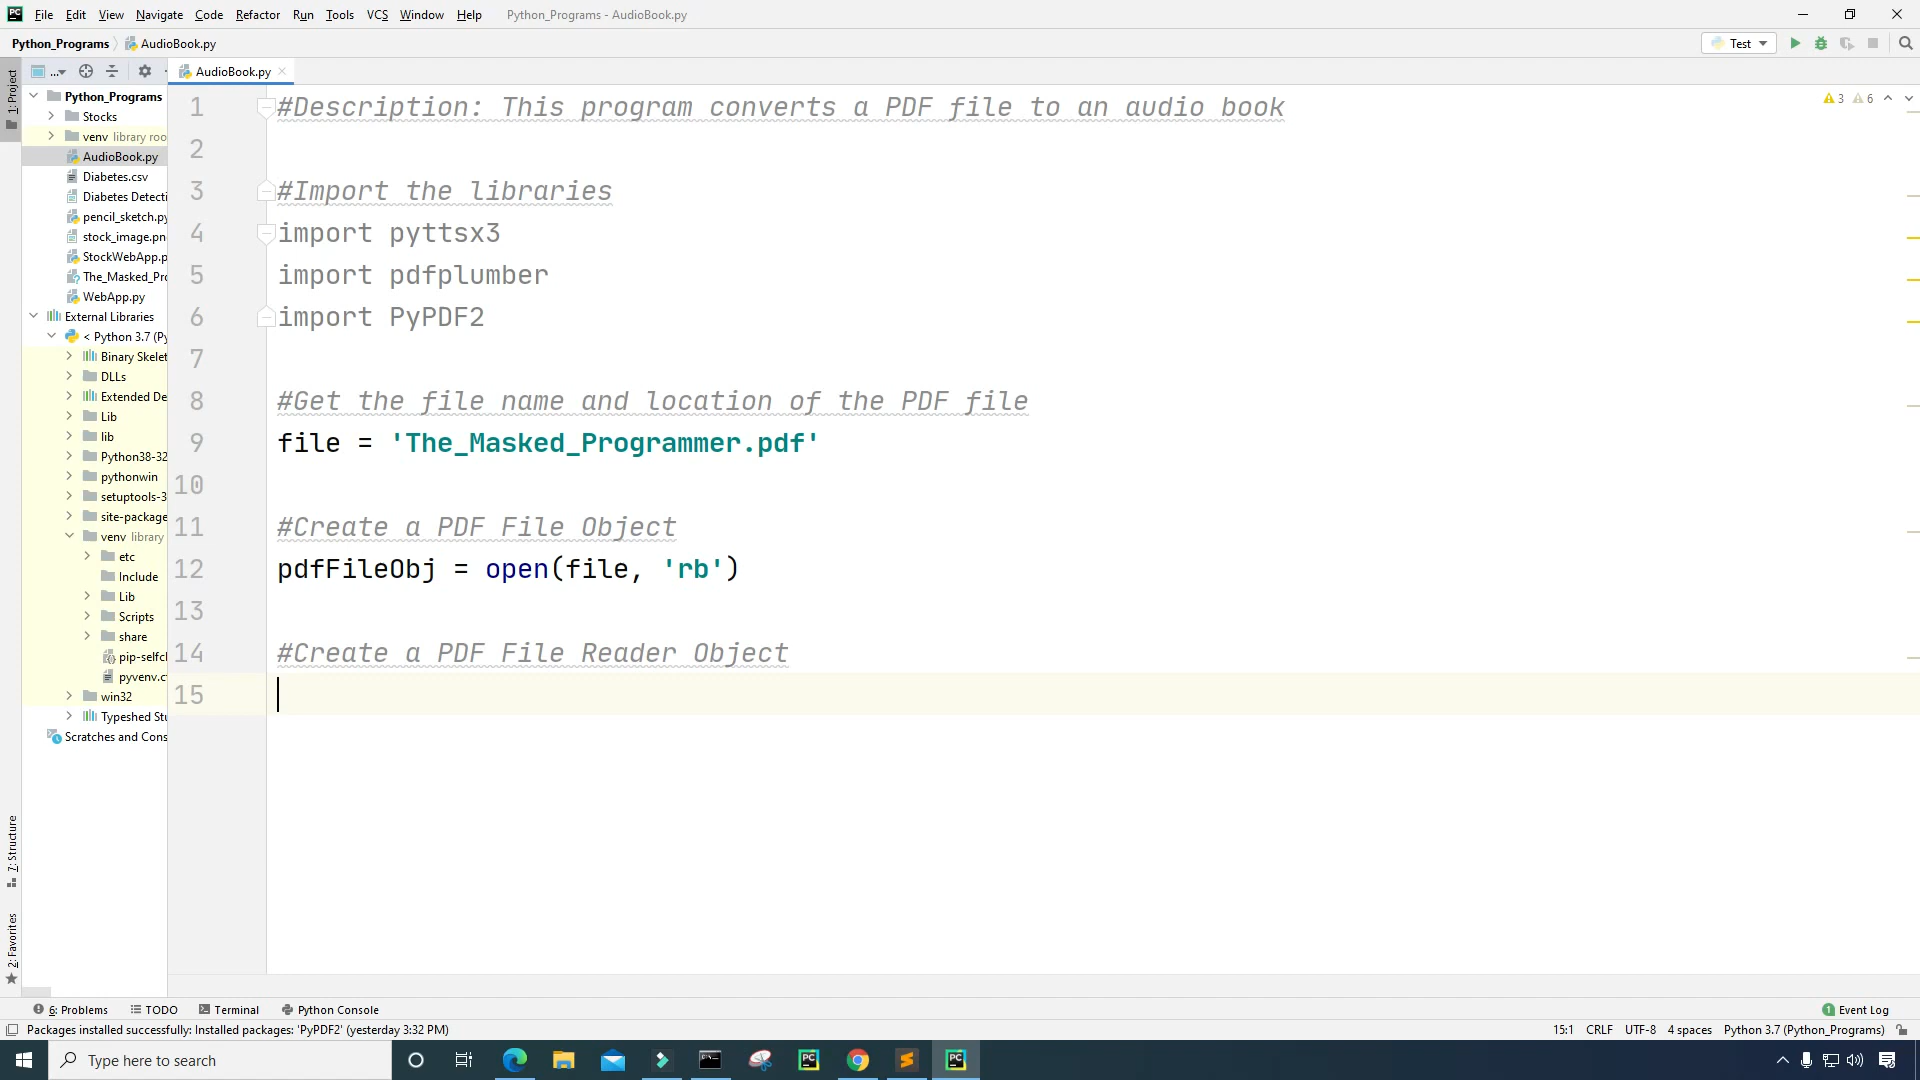 File Edit View Navigate Code Refactor Run Tools VCS Window Help Python_Programs - AudioBook.py
Python_Programs AudioBook.py Test
1: Project
...
AudioBook.py
Python_Programs
Stocks
venv library roo
AudioBook.py
Diabetes.csv
Diabetes Detecti
pencil_sketch.py
stock_image.pn
StockWebApp.p
The_Masked_Pro
WebApp.py
External Libraries
< Python 3.7 (Py
Binary Skelet
DLLs
Extended De
Lib
lib
Python38-32
pythonwin
setuptools-3
site-package
venv library
etc
Include
Lib
Scripts
share
pip-selfcl
pyvenv.c
win32
Typeshed Stu
Scratches and Cons
7: Structure
2: Favorites
1 #Description: This program converts a PDF file to an audio book
2
3 #Import the libraries
4 import pyttsx3
5 import pdfplumber
6 import PyPDF2
7
8 #Get the file name and location of the PDF file
9 file = 'The_Masked_Programmer.pdf'
10
11 #Create a PDF File Object
12 pdfFileObj = open(file, 'rb')
13
14 #Create a PDF File Reader Object
15
3 6
6: Problems TODO Terminal Python Console 1 Event Log
Packages installed successfully: Installed packages: 'PyPDF2' (yesterday 3:32 PM) 15:1 CRLF UTF-8 4 spaces Python 3.7 (Python_Programs)
Type here to search